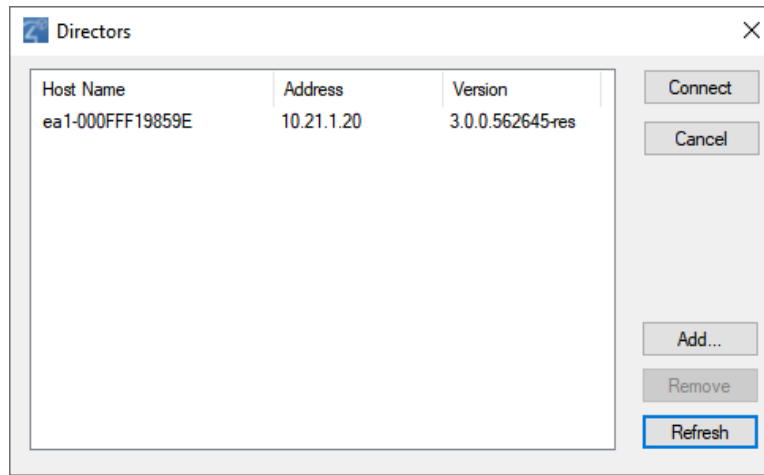 Directors
Host Name Address Version
ea1-000FFF19859E 10.21.1.20 3.0.0.562645-res
Connect
Cancel
Add...
Remove
Refresh